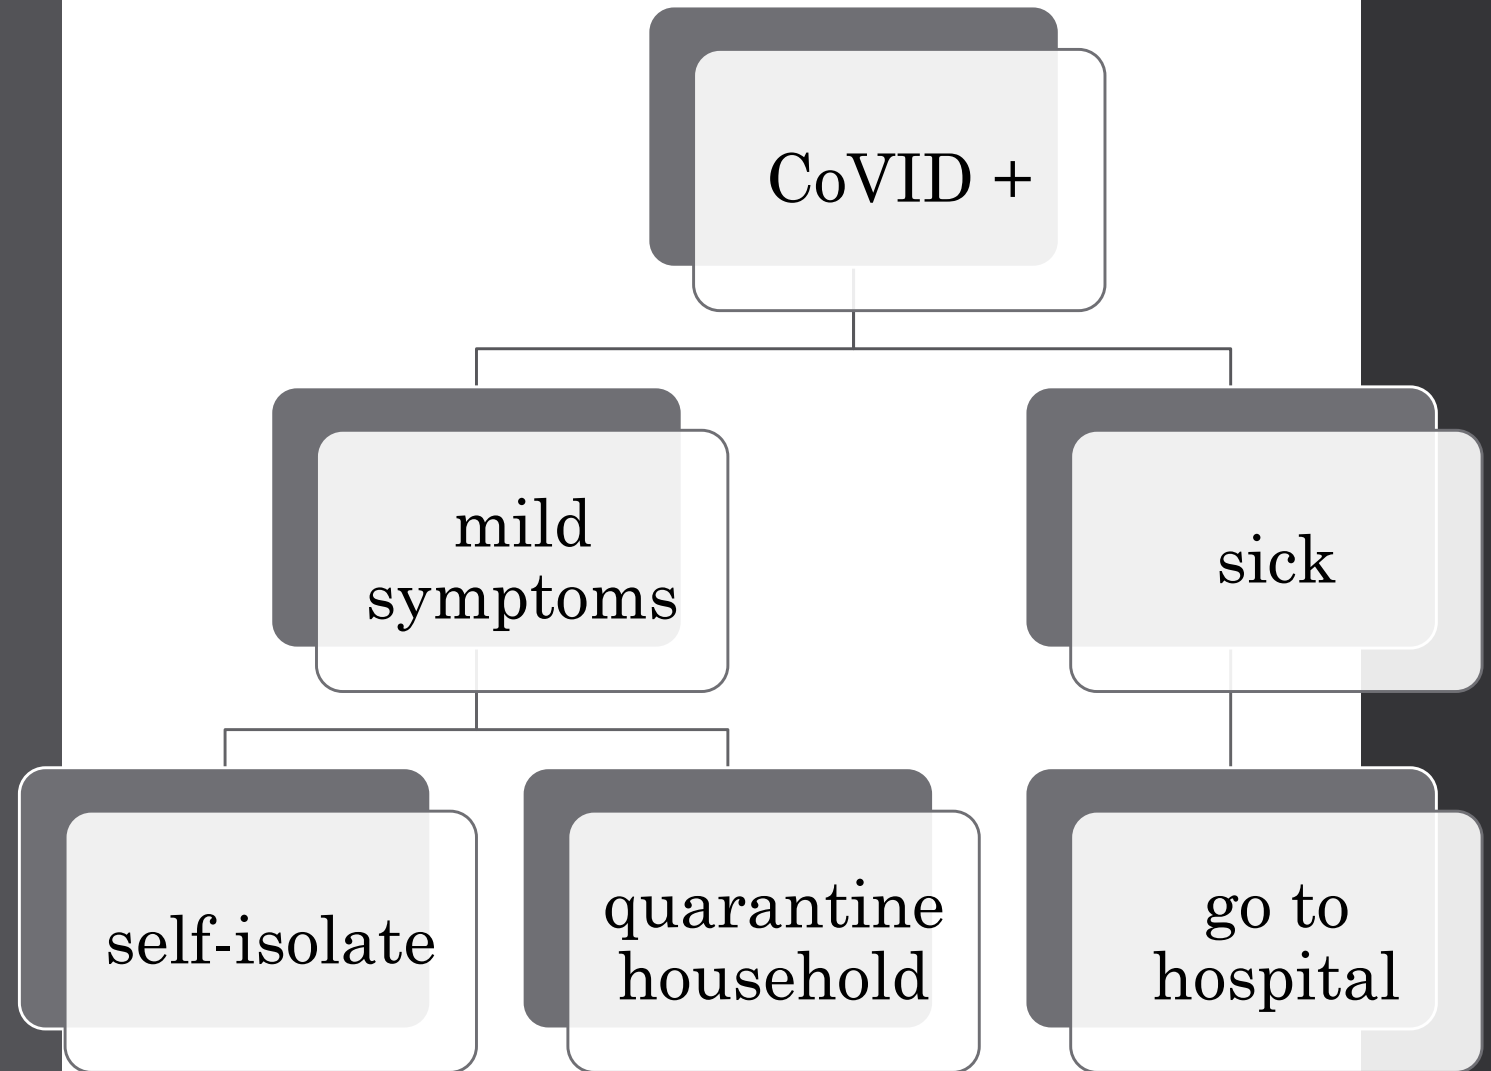 CoVID +
mild
symptoms
sick
self-isolate
quarantine
household
go to
hospital